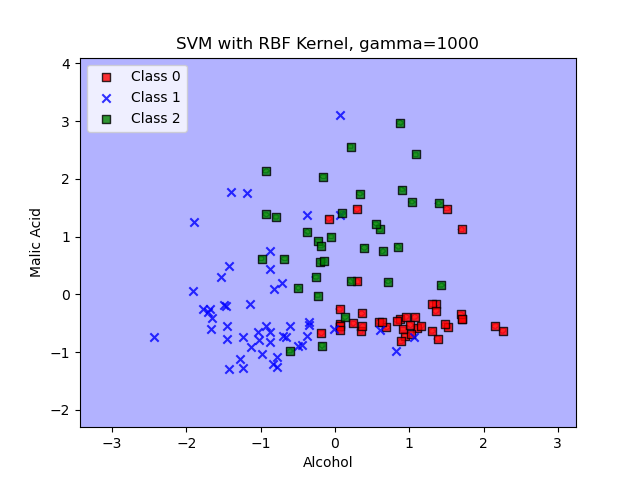 SVM with RBF Kernel, gamma=1000
Class 0
Class 1
Class 2
Malic Acid
4
3
2
1
0
−1
−2
−3 −2 −1 0 1 2 3
Alcohol